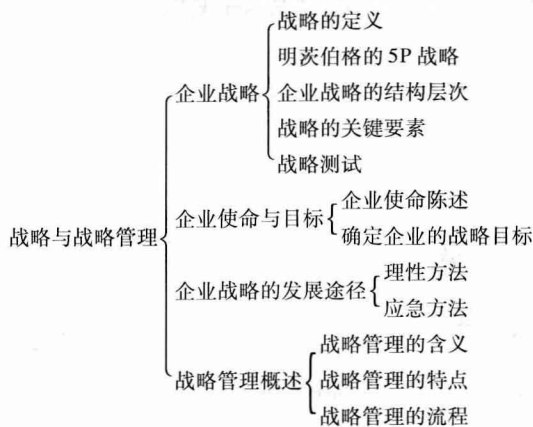 战略的定义
明茨伯格的5P战略
企业战略
企业战略的结构层次
战略的关键要素
战略测试
企业使命陈述
企业使命与目标
确定企业的战略目标
战略与战略管理
理性方法
企业战略的发展途径
应急方法
战略管理的含义
战略管理概述
战略管理的特点
战略管理的流程